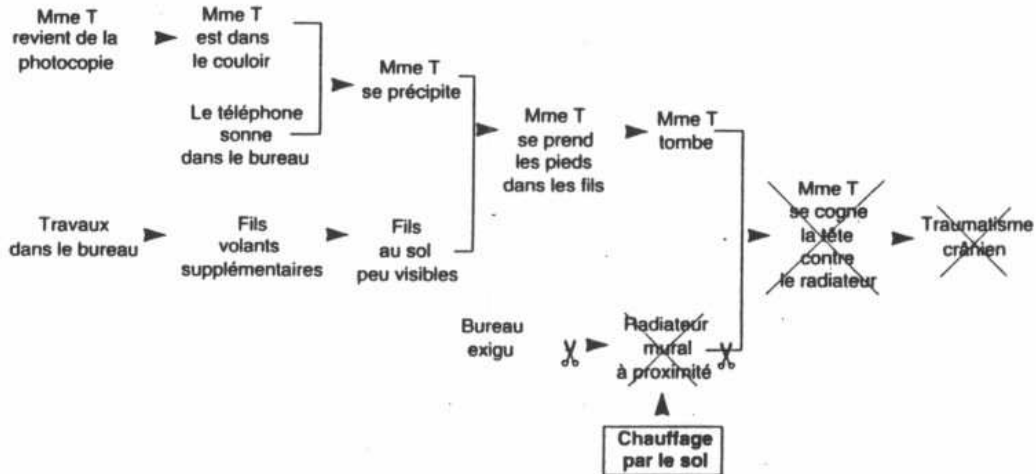 Mme T
revient de la
photocopie
Mme T
est dans
le couloir
Le téléphone
sonne
dans le bureau
Mme T
se précipite
Mme T
se prend
les pieds
dans les fils
Mme T
tombe
Travaux
dans le bureau
Fils
volants
supplémentaires
Fils
au sol
peu visibles
Mme T
se cogne
la tête
contre
le radiateur
Traumatisme
crânien
Bureau
exigu
Radiateur
mural
à proximité
Chauffage
par le sol